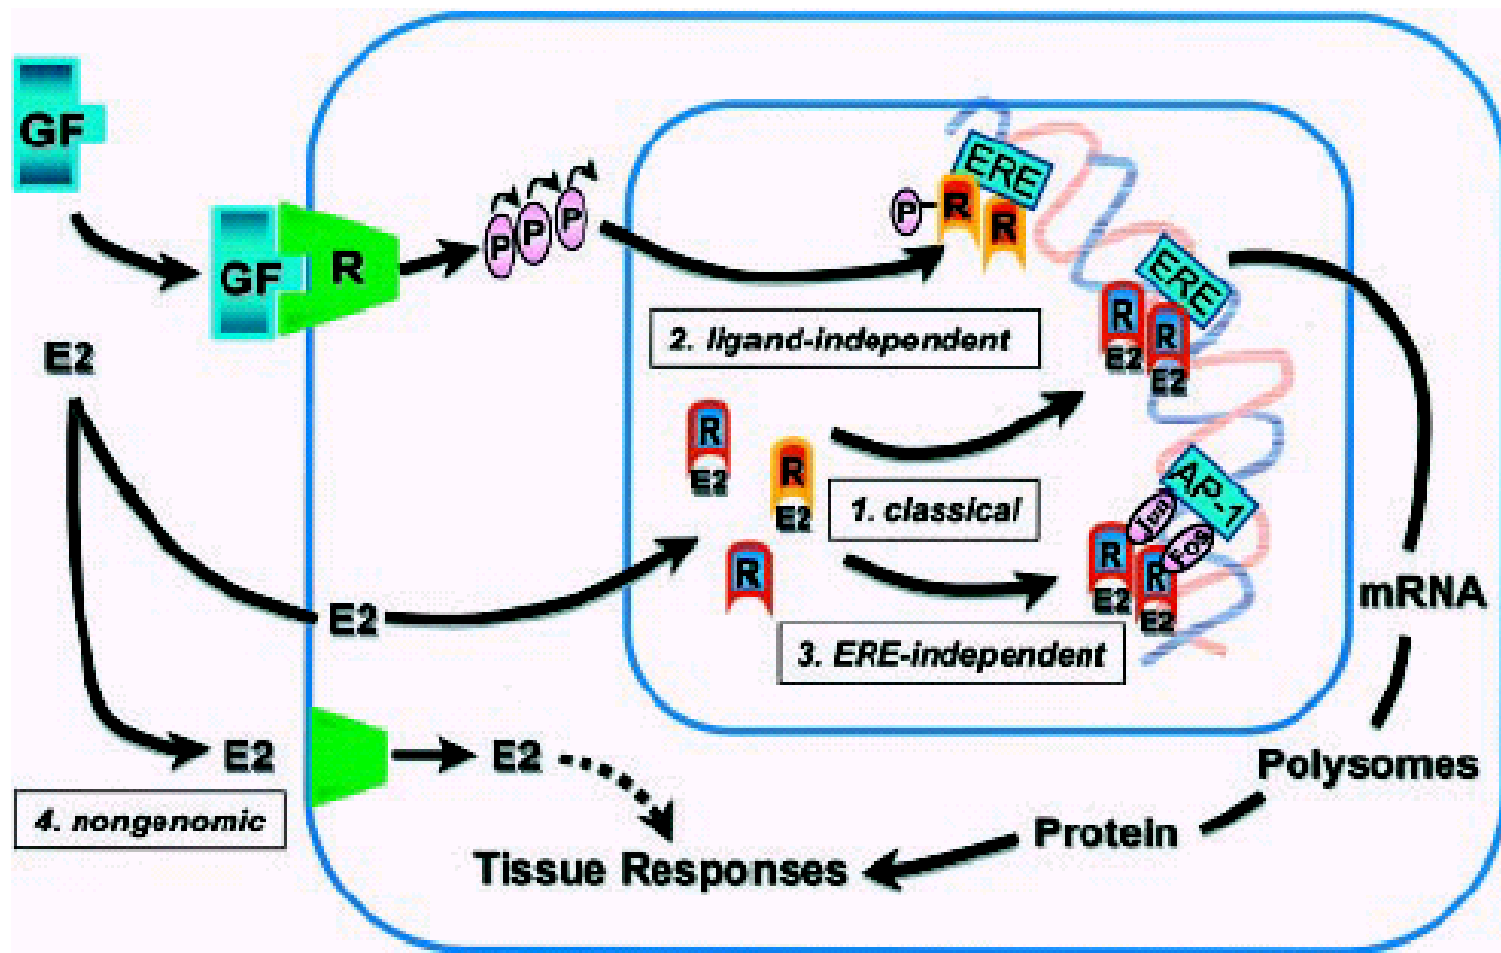 GF
GF
R
P
P
P
P
R
R
ERE
ERE
2. ligand-independent
R
E2
R
E2
E2
R
E2
R
E2
R
1. classical
AP-1
Jun
Fos
R
E2
R
E2
3. ERE-independent
E2
mRNA
E2
E2
4. nongenomic
Polysomes
Protein
Tissue Responses